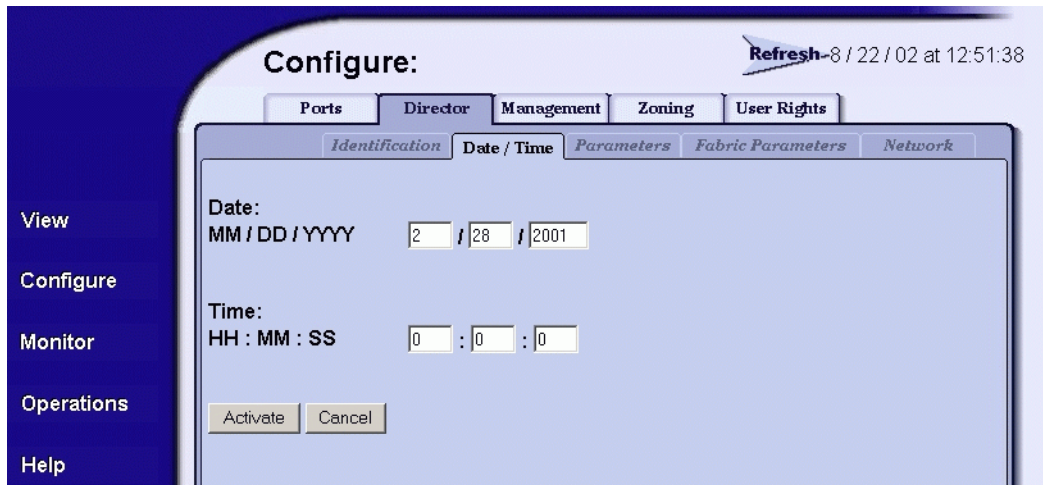 Configure:
Refresh 8 / 22 / 02 at 12:51:38
Ports Director Management Zoning User Rights
Identification Date / Time Parameters Fabric Parameters Network
View
Configure
Monitor
Operations
Help
Date:
MM / DD / YYYY 2 / 28 / 2001
Time:
HH : MM : SS 0 : 0 : 0
Activate Cancel